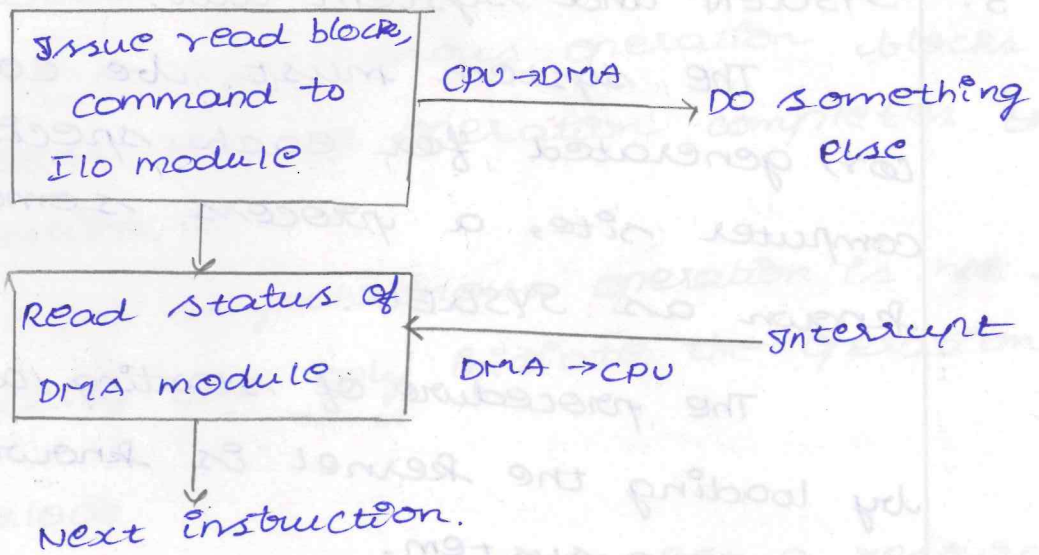 Issue read block,
command to
I/O module
CPU → DMA
DO something
else
Read status of
DMA module
Interrupt
DMA → CPU
Next instruction.